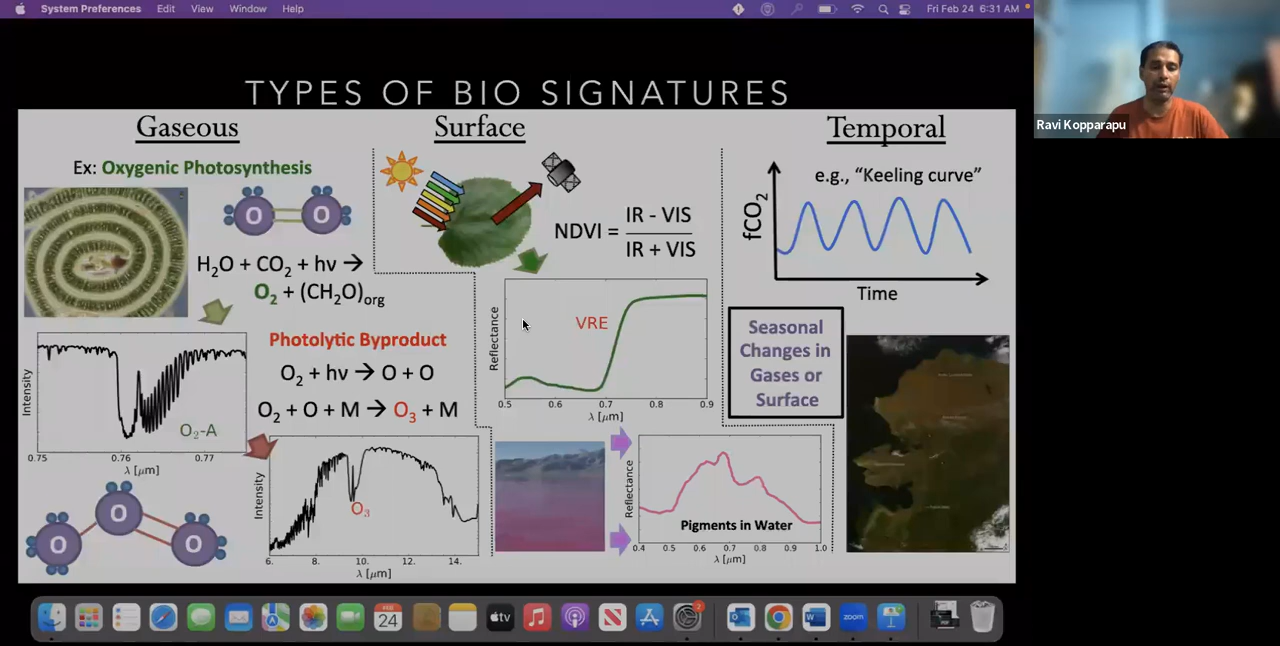 System Preferences Edit View Window Help
Fri Feb 24 6:31 AM
TYPES OF BIO SIGNATURES
Gaseous
Ex: Oxygenic Photosynthesis
O O
H₂O + CO₂ + hν →
O₂ + (CH₂O)org
Intensity
O₂-A
0.75 0.76 0.77
λ [μm]
Photolytic Byproduct
O₂ + hν → O + O
O₂ + O + M → O₃ + M
O O O
Intensity
O₃
6. 8. 10. 12. 14.
λ [μm]
Surface
NDVI = IR - VIS
IR + VIS
Reflectance
VRE
0.5 0.6 0.7 0.8 0.9
λ [μm]
Reflectance
Pigments in Water
0.4 0.5 0.6 0.7 0.8 0.9 1.0
λ [μm]
Temporal
e.g., “Keeling curve”
fCO₂
Time
Seasonal
Changes in
Gases or
Surface
Ravi Kopparapu
FEB
24
tv
2
W
zoom
PDF